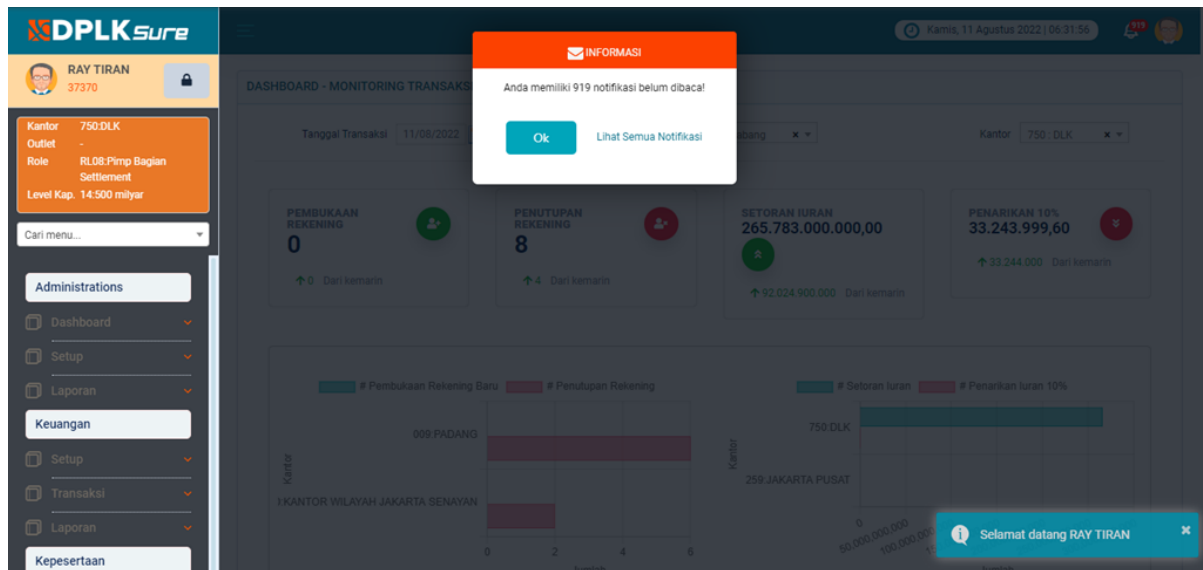 DPLKSure
RAY TIRAN
37370
Kantor 750:DLK
Outlet -
Role RL08:Pimp Bagian
Settlement
Level Kap. 14:500 milyar
Cari menu...
Administrations
Dashboard
Setup
Laporan
Keuangan
Setup
Transaksi
Laporan
Kepesertaan
Kamis, 11 Agustus 2022 | 06:31:56
919
INFORMASI
Anda memiliki 919 notifikasi belum dibaca!
Ok Lihat Semua Notifikasi
DASHBOARD - MONITORING TRANSAKS
Tanggal Transaksi 11/08/2022
abang
Kantor 750 : DLK
PEMBUKAAN
REKENING
0
0 Dari kemarin
PENUTUPAN
REKENING
8
4 Dari kemarin
SETORAN IURAN
265.783.000.000,00
92.024.900.000 Dari kemarin
PENARIKAN 10%
33.243.999,60
33.244.000 Dari kemarin
# Pembukaan Rekening Baru # Penutupan Rekening
Kantor
009:PADANG
:KANTOR WILAYAH JAKARTA SENAYAN
0 2 4 6
# Setoran Iuran # Penarikan Iuran 10%
Kantor
750:DLK
259:JAKARTA PUSAT
0
50.000.000.000
Selamat datang RAY TIRAN